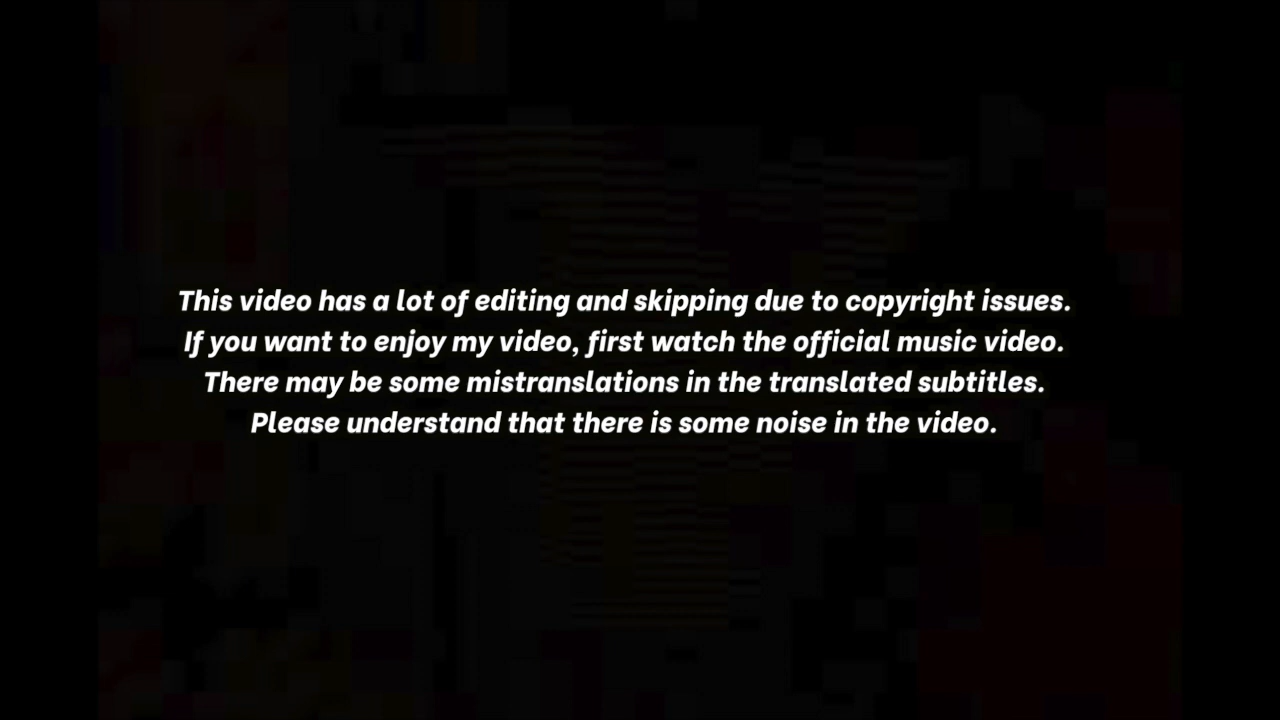 This video has a lot of editing and skipping due to copyright issues.
If you want to enjoy my video, first watch the official music video.
There may be some mistranslations in the translated subtitles.
Please understand that there is some noise in the video.